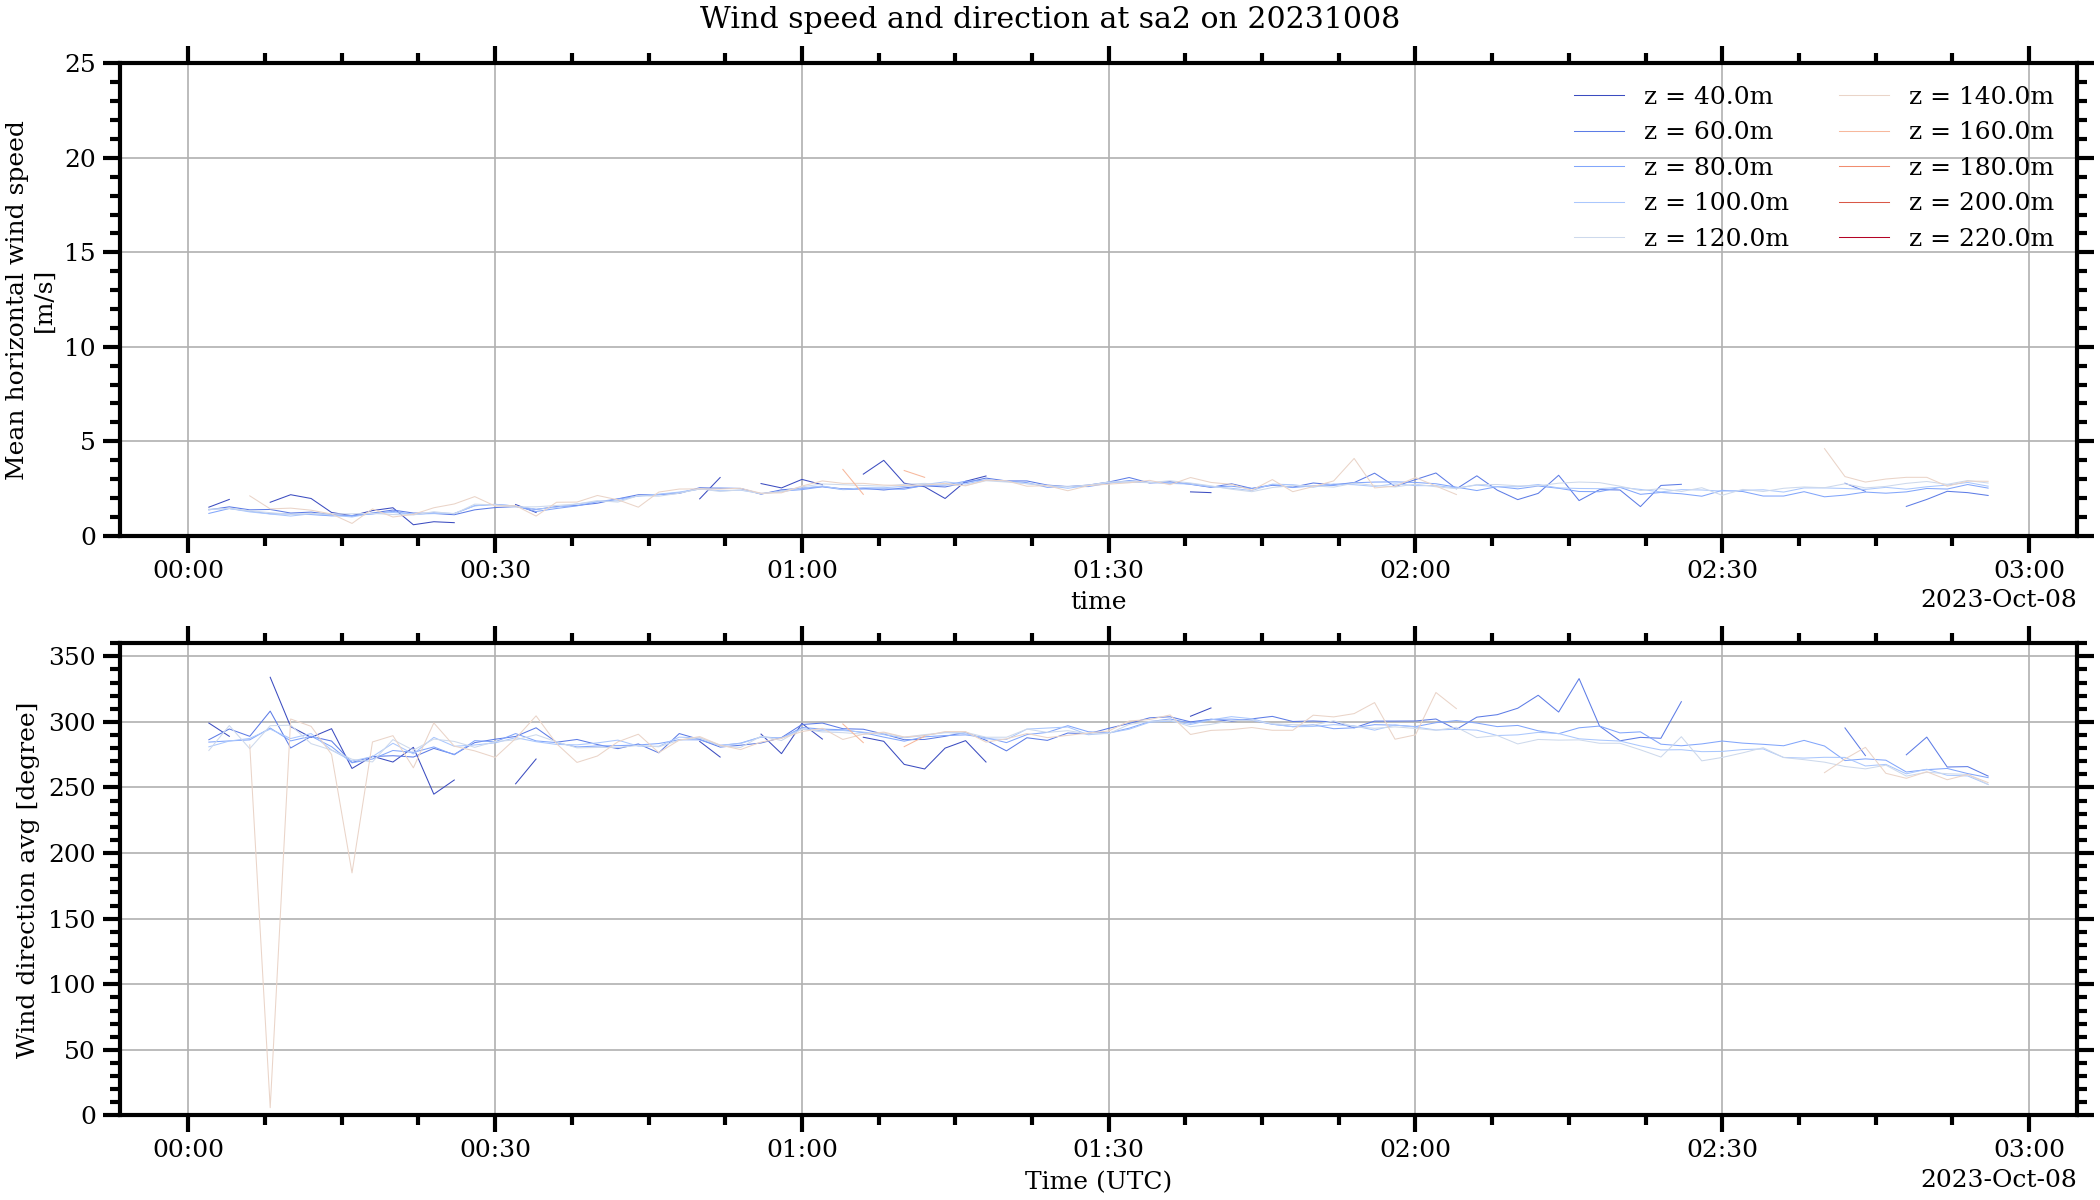 Wind speed and direction at sa2 on 20231008
Mean horizontal wind speed
[m/s]
25
20
15
10
5
0
z = 40.0m
z = 60.0m
z = 80.0m
z = 100.0m
z = 120.0m
z = 140.0m
z = 160.0m
z = 180.0m
z = 200.0m
z = 220.0m
00:00 00:30 01:00 01:30 02:00 02:30 03:00
time
2023-Oct-08
Wind direction avg [degree]
350
300
250
200
150
100
50
0
00:00 00:30 01:00 01:30 02:00 02:30 03:00
Time (UTC)
2023-Oct-08